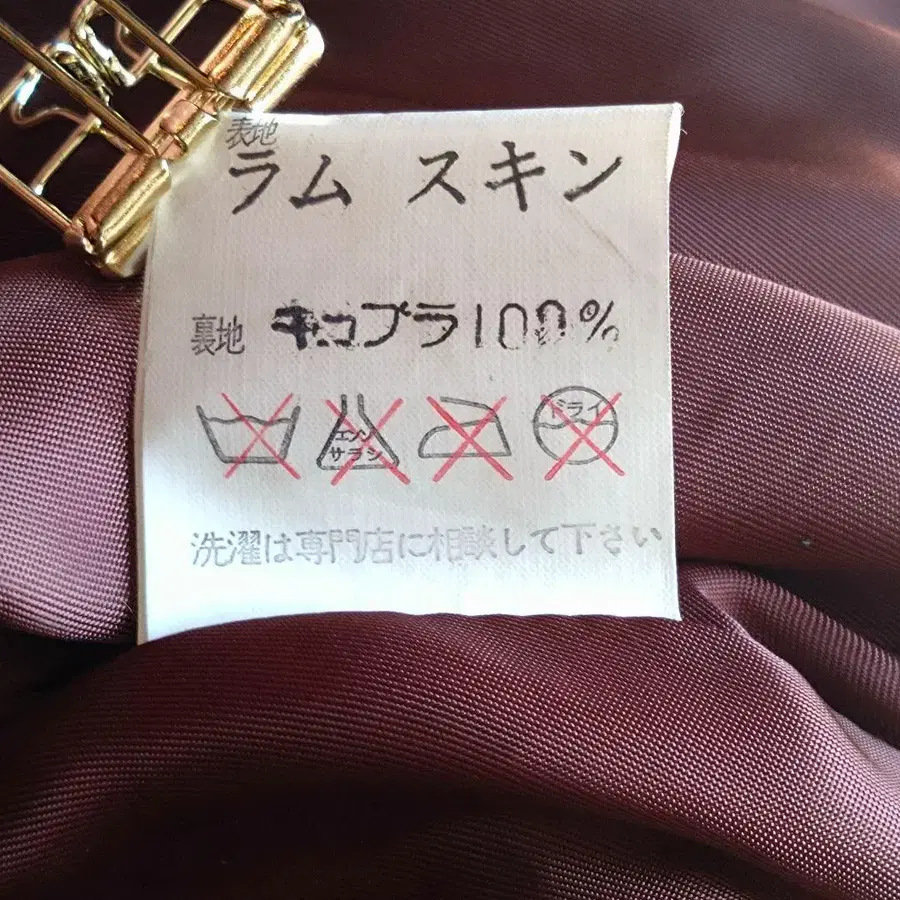 表地
ラム スキン
裏地 キュプラ100%
エンソ
サラシ
ドライ
洗濯は専門店に相談して下さい